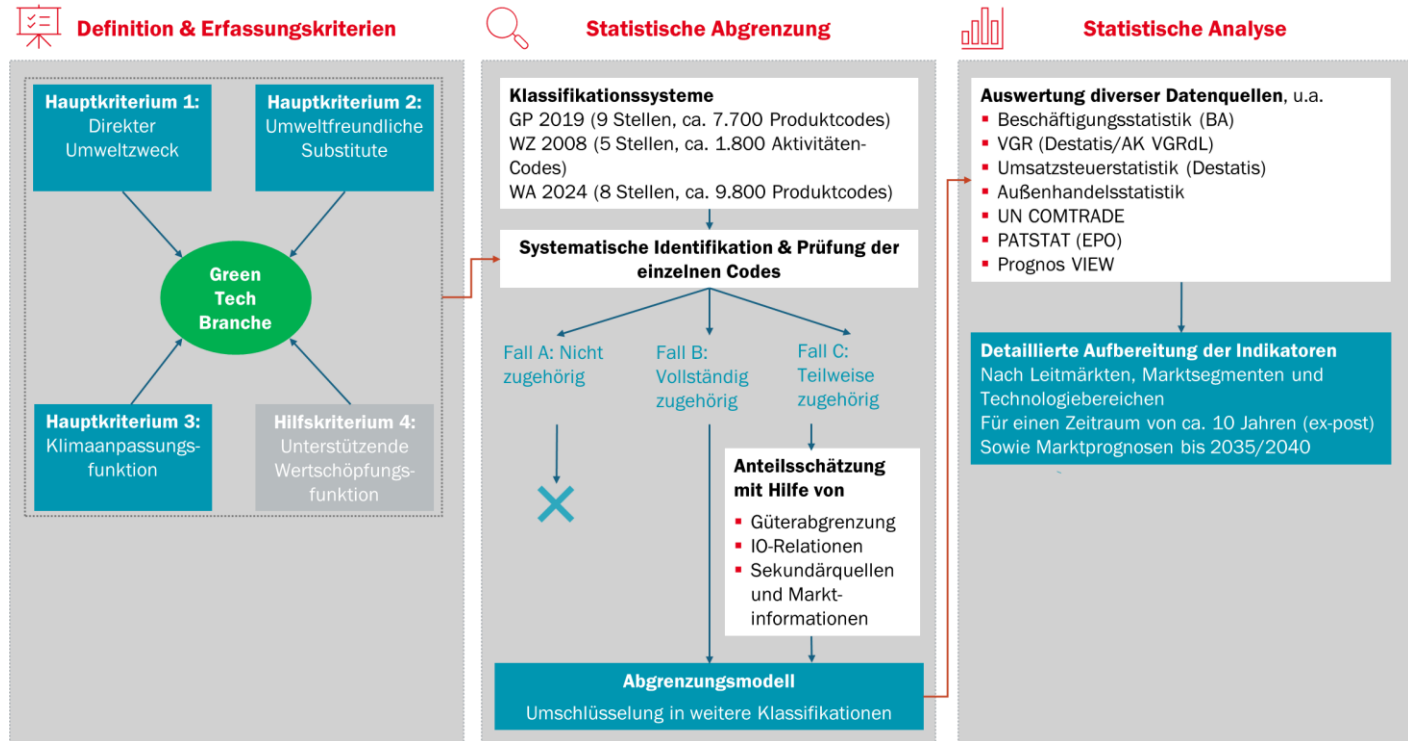 Definition & Erfassungskriterien
Hauptkriterium 1:
Direkter
Umweltzweck
Hauptkriterium 2:
Umweltfreundliche
Substitute
Green
Tech
Branche
Hauptkriterium 3:
Klimaanpassungs-
funktion
Hilfskriterium 4:
Unterstützende
Wertschöpfungs-
funktion
Statistische Abgrenzung
Klassifikationssysteme
GP 2019 (9 Stellen, ca. 7.700 Produktcodes)
WZ 2008 (5 Stellen, ca. 1.800 Aktivitäten-
Codes)
WA 2024 (8 Stellen, ca. 9.800 Produktcodes)
Systematische Identifikation & Prüfung der
einzelnen Codes
Fall A: Nicht
zugehörig
Fall B:
Vollständig
zugehörig
Fall C:
Teilweise
zugehörig
Anteilsschätzung
mit Hilfe von
▪ Güterabgrenzung
▪ IO-Relationen
▪ Sekundärquellen
und Markt-
informationen
Abgrenzungsmodell
Umschlüsselung in weitere Klassifikationen
Statistische Analyse
Auswertung diverser Datenquellen, u.a.
▪ Beschäftigungsstatistik (BA)
▪ VGR (Destatis/AK VGRdL)
▪ Umsatzsteuerstatistik (Destatis)
▪ Außenhandelsstatistik
▪ UN COMTRADE
▪ PATSTAT (EPO)
▪ Prognos VIEW
Detaillierte Aufbereitung der Indikatoren
Nach Leitmärkten, Marktsegmenten und
Technologiebereichen
Für einen Zeitraum von ca. 10 Jahren (ex-post)
Sowie Marktprognosen bis 2035/2040